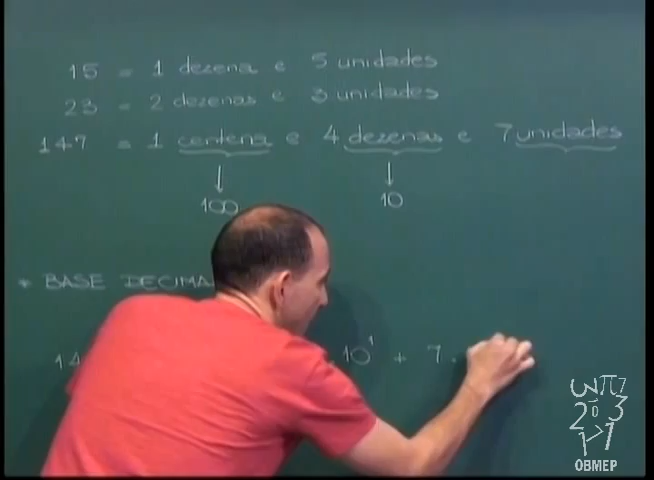 15 = 1 dezena e 5 unidades
23 = 2 dezenas e 3 unidades
147 = 1 centena e 4 dezenas e 7 unidades
100 10
* BASE DECIMA
14 10¹ + 7.
OBMEP